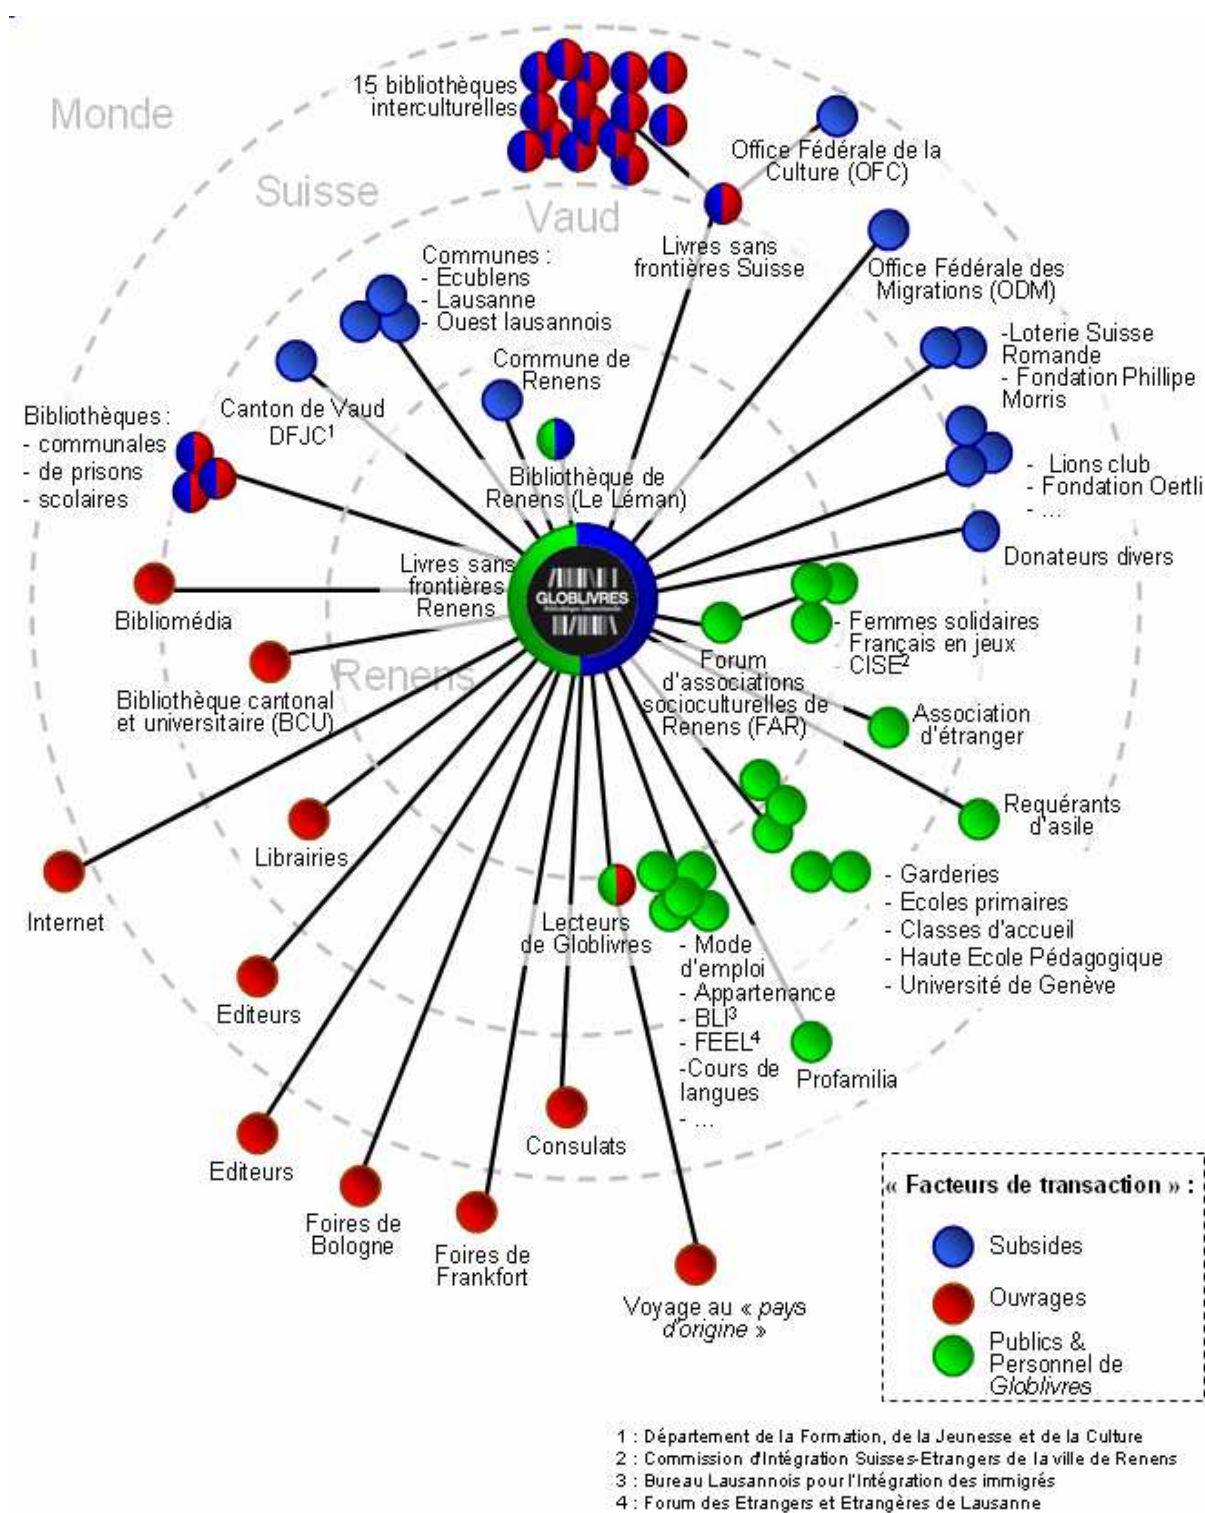 Monde
Suisse
Vaud
Renens
15 bibliothèques
interculturelles
Office Fédérale de la
Culture (OFC)
Livres sans
frontières Suisse
Office Fédérale des
Migrations (ODM)
Communes :
- Ecublens
- Lausanne
- Ouest lausannois
Commune de
Renens
-Loterie Suisse
Romande
- Fondation Phillipe
Morris
Canton de Vaud
DFJC1
Bibliothèques :
- communales
- de prisons
- scolaires
Bibliothèque de
Renens (Le Léman)
- Lions club
- Fondation Oertli
- ...
Donateurs divers
Livres sans
frontières
Renens
GLOBLIVRES
Bibliomédia
- Femmes solidaires
Français en jeux
CISE2
Forum
d'associations
socioculturelles de
Renens (FAR)
Bibliothèque cantonal
et universitaire (BCU)
Association
d'étranger
Requérants
d'asile
Librairies
Internet
Lecteurs
de Globlivres
- Garderies
- Ecoles primaires
- Classes d'accueil
- Haute Ecole Pédagogique
- Université de Genève
- Mode
d'emploi
- Appartenance
- BLI3
- FEEL4
-Cours de
langues
- ...
Editeurs
Profamilia
Consulats
Editeurs
Foires de
Bologne
Foires de
Frankfort
Voyage au « pays
d'origine »
« Facteurs de transaction » :
Subsides
Ouvrages
Publics &
Personnel de
Globlivres
1 : Département de la Formation, de la Jeunesse et de la Culture
2 : Commission d'Intégration Suisses-Etrangers de la ville de Renens
3 : Bureau Lausannois pour l'Intégration des immigrés
4 : Forum des Etrangers et Etrangères de Lausanne